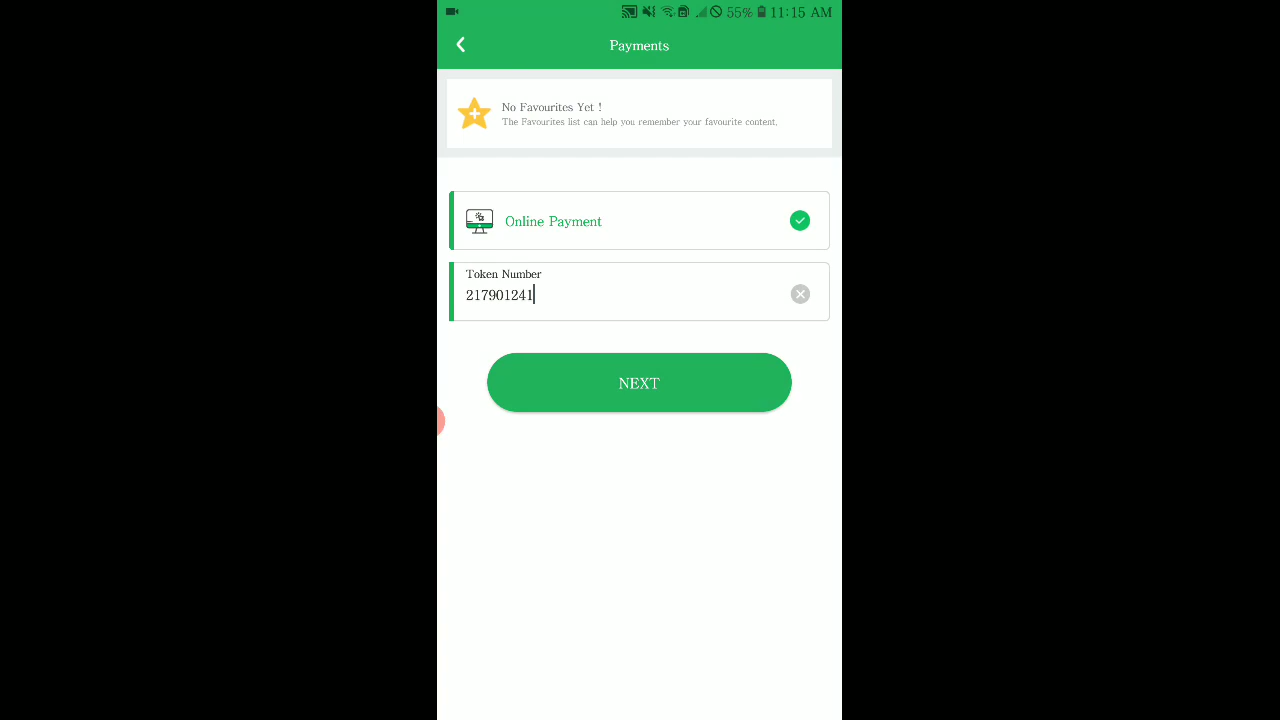 55% 11:15 AM
Payments
No Favourites Yet !
The Favourites list can help you remember your favourite content.
Online Payment
Token Number
217901241
NEXT